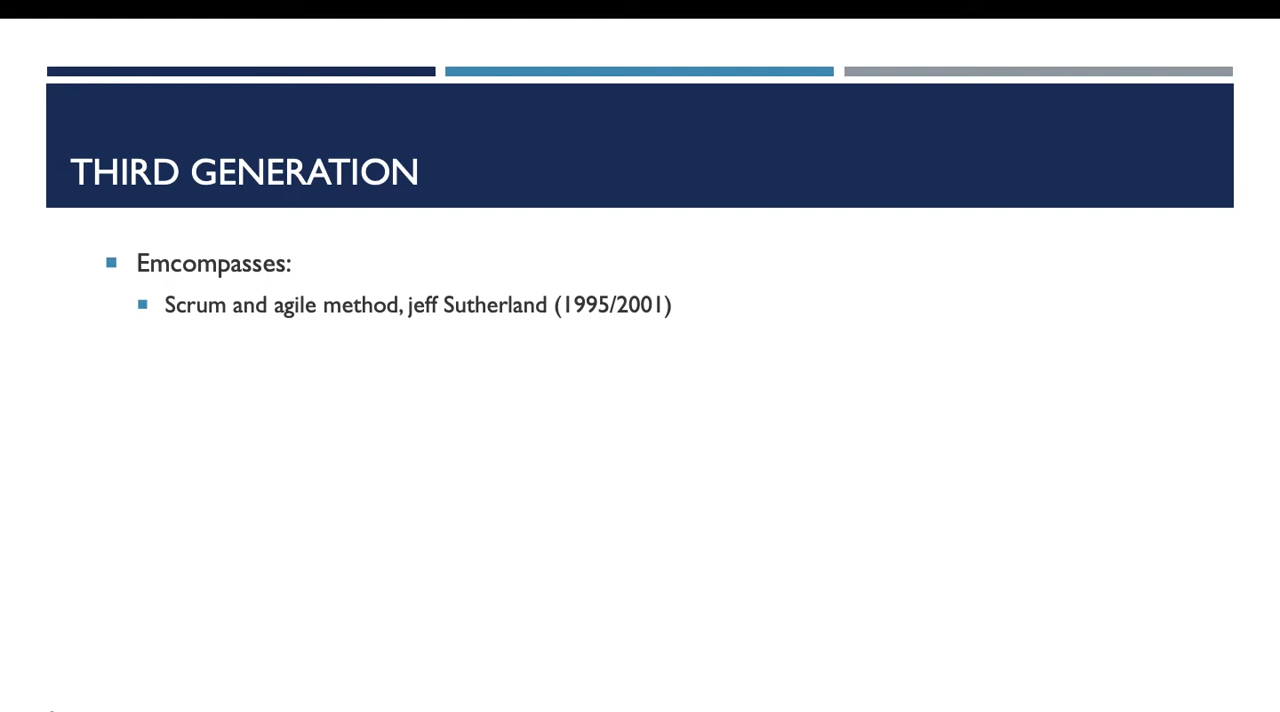 THIRD GENERATION
Emcompasses:
Scrum and agile method, jeff Sutherland (1995/2001)